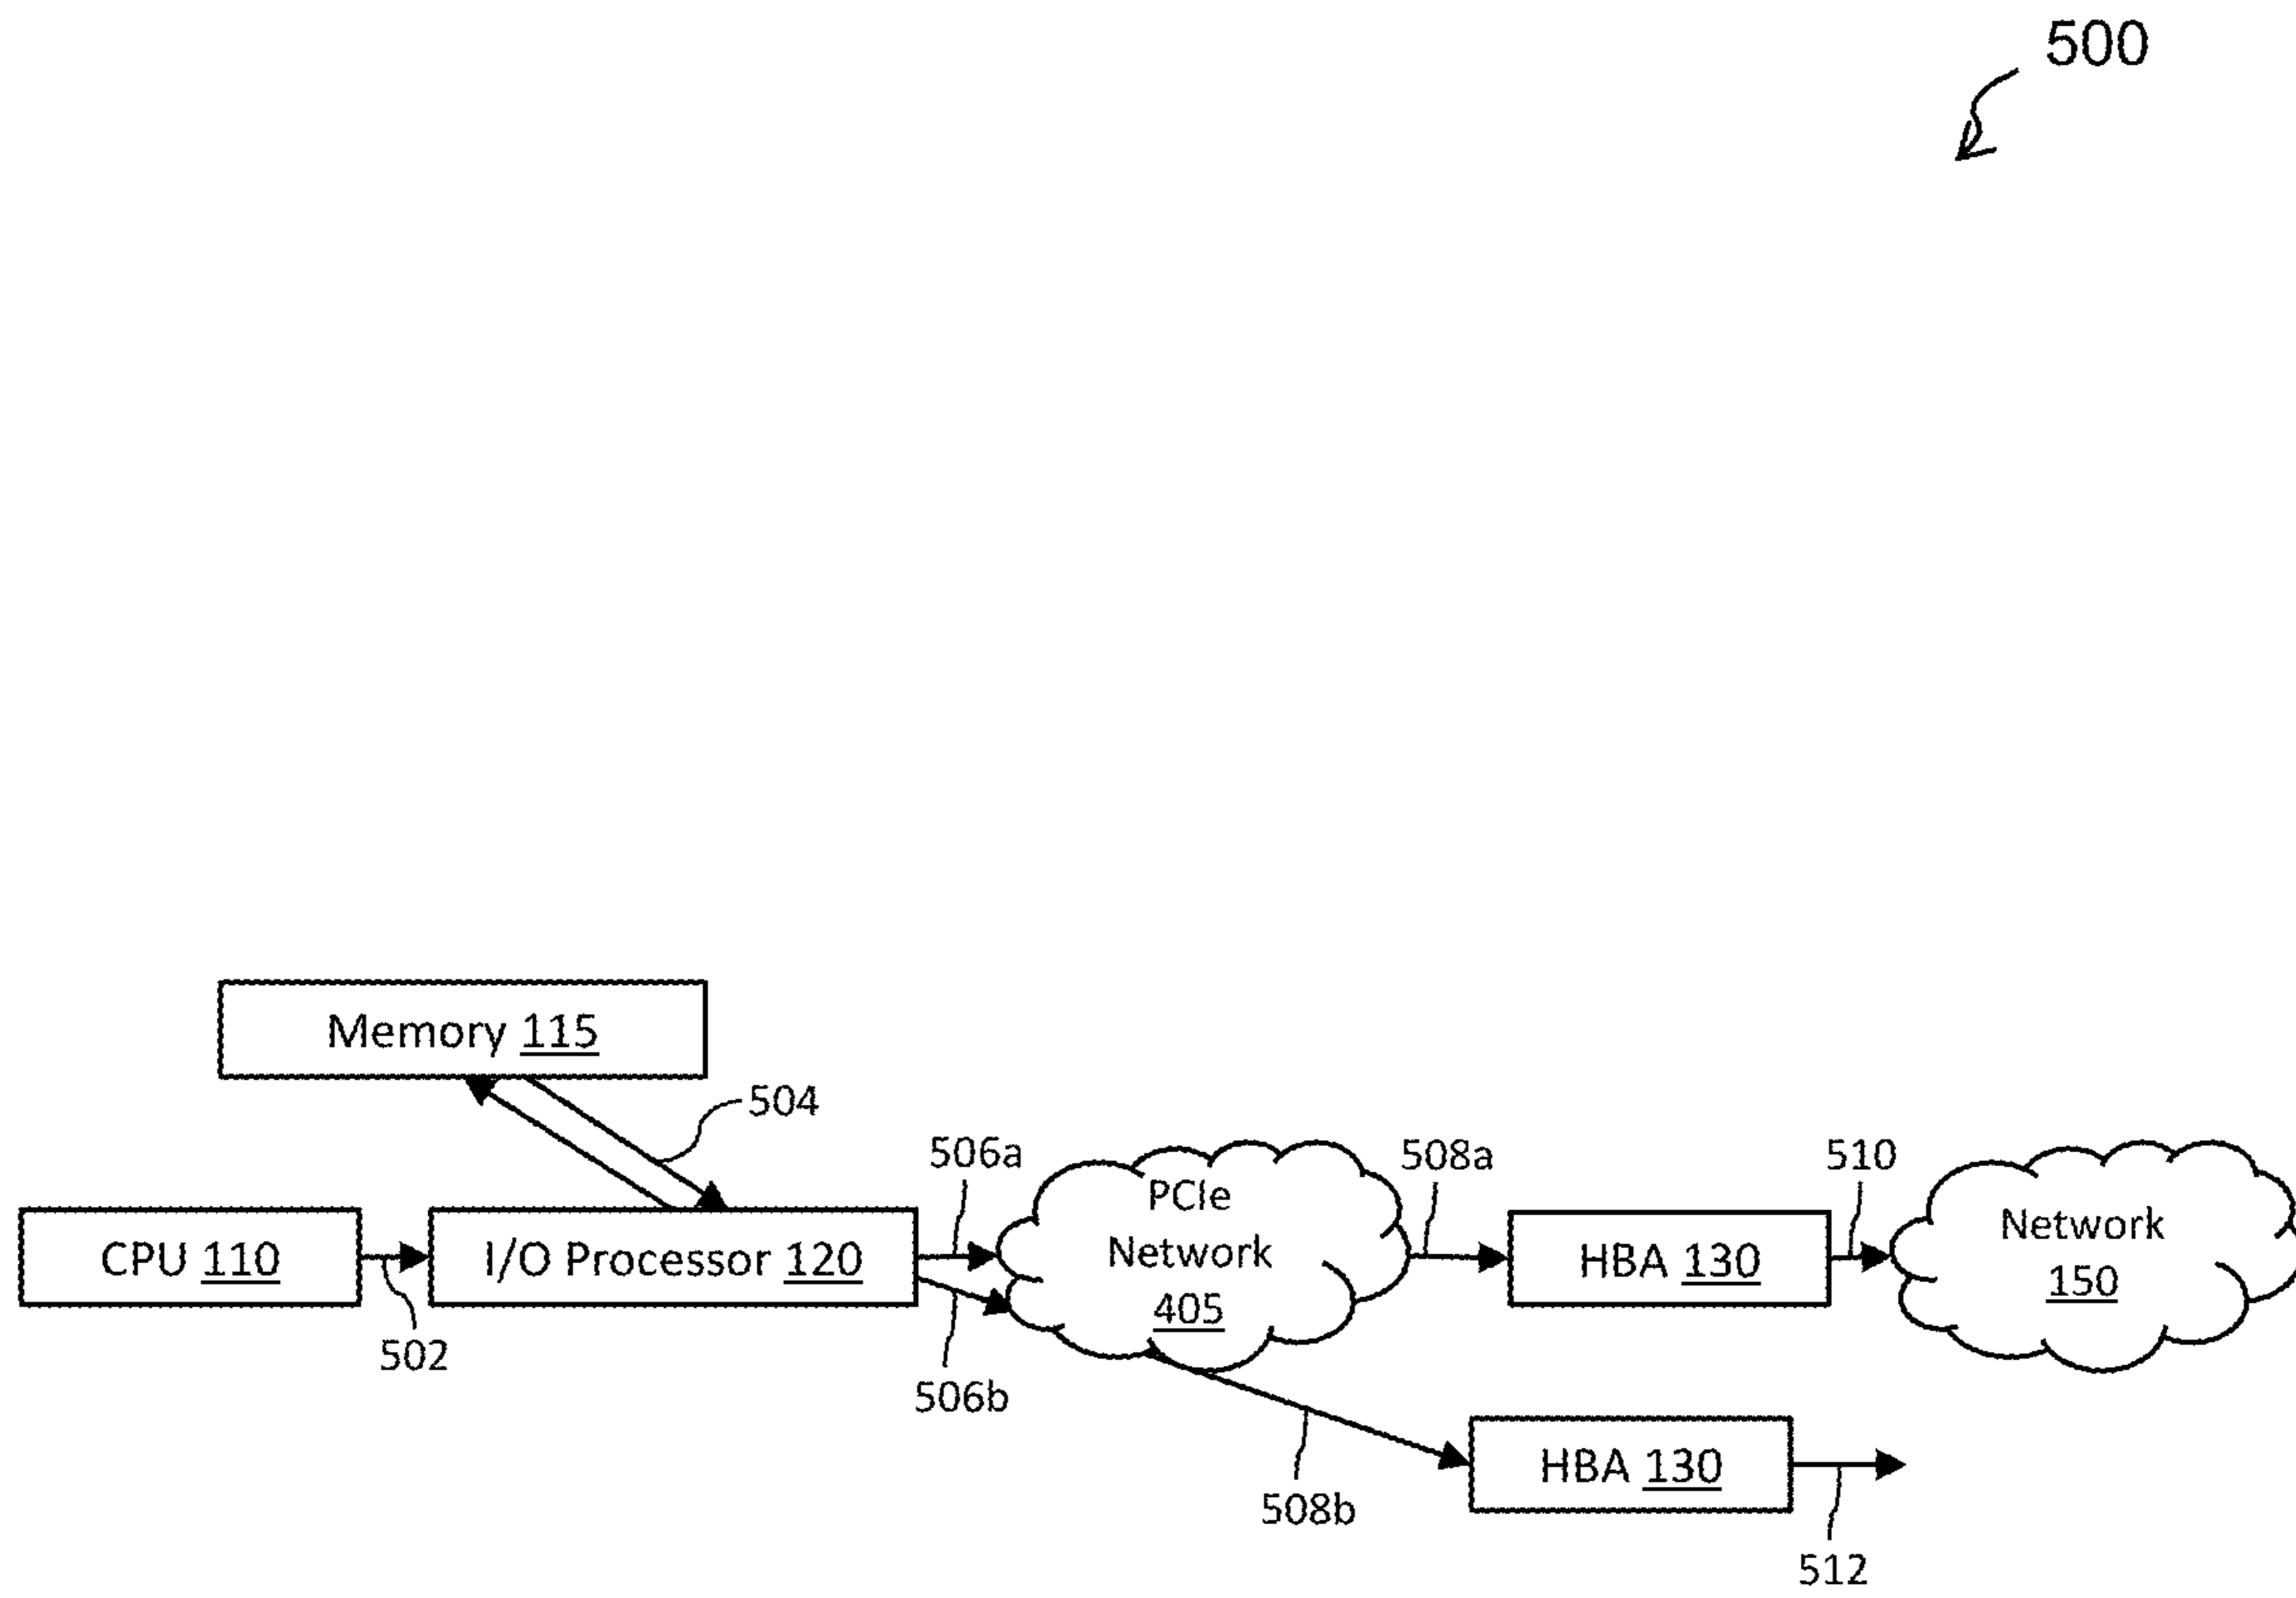 500
Memory 115
504
506a
508a
510
PCIe
Network
405
Network
150
CPU 110
I/O Processor 120
HBA 130
502
506b
508b
HBA 130
512